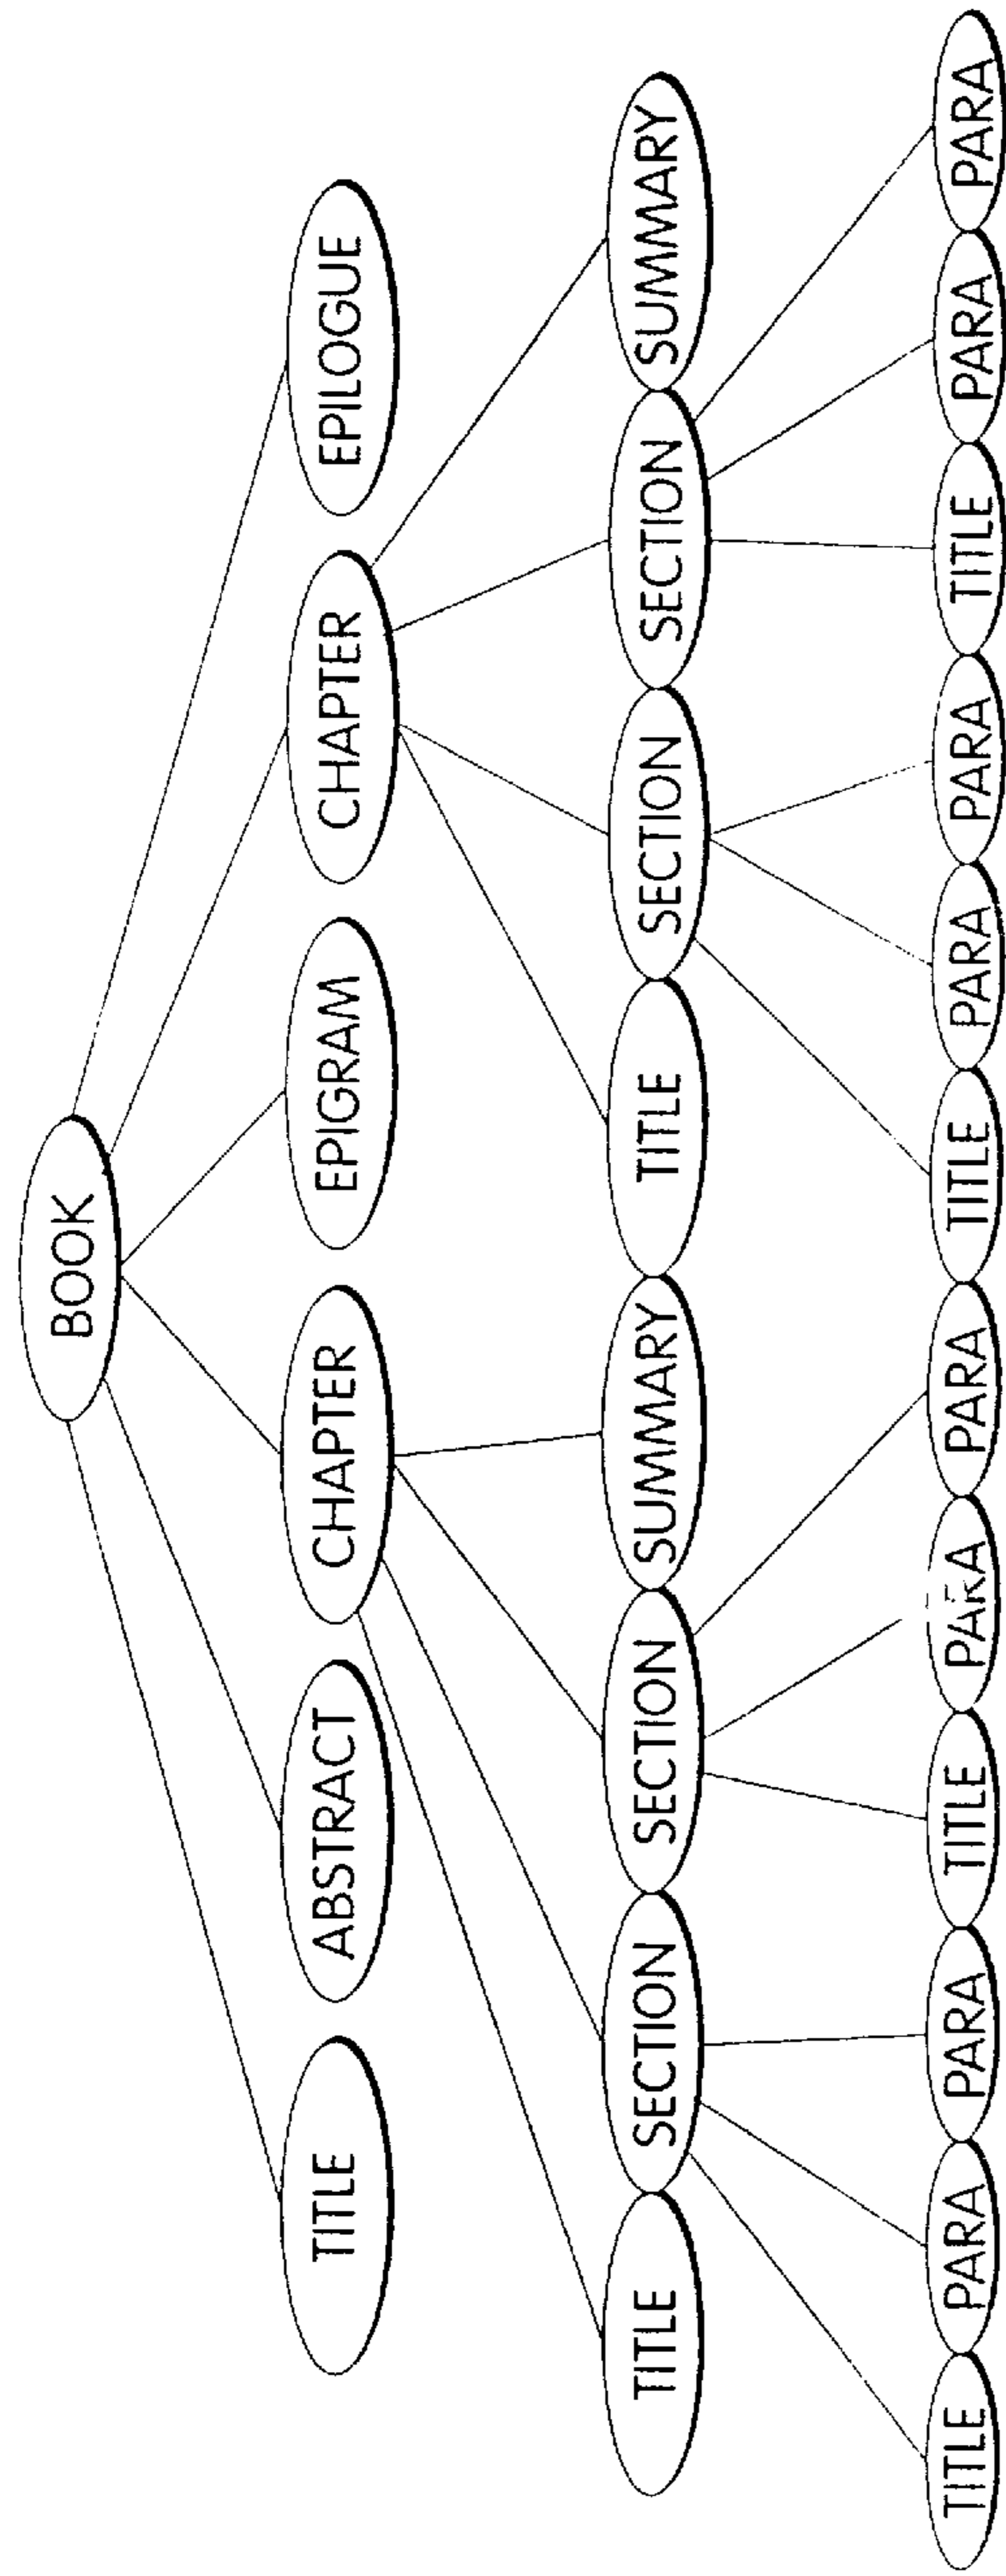 BOOK
TITLE
ABSTRACT
CHAPTER
EPIGRAM
CHAPTER
EPILOGUE
TITLE
SECTION
SECTION
SUMMARY
TITLE
SECTION
SECTION
SUMMARY
TITLE
PARA
PARA
TITLE
PARA
PARA
TITLE
PARA
PARA
TITLE
PARA
PARA